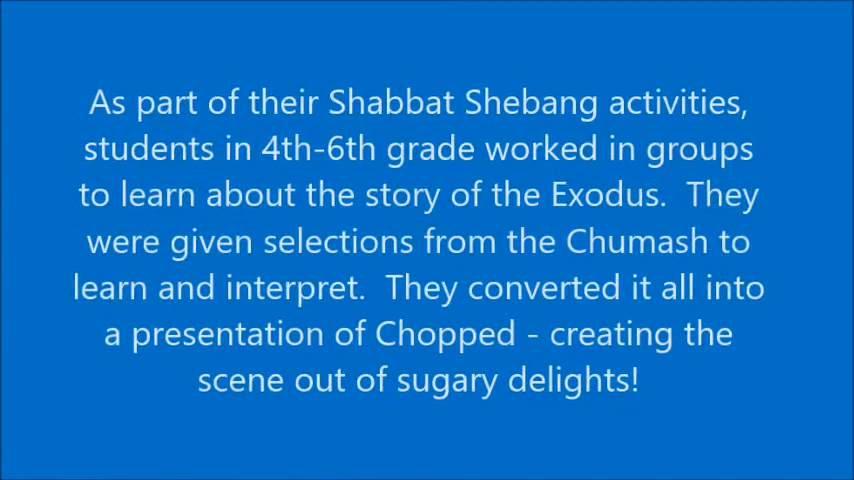 As part of their Shabbat Shebang activities,
students in 4th-6th grade worked in groups
to learn about the story of the Exodus.  They
were given selections from the Chumash to
learn and interpret.  They converted it all into
a presentation of Chopped - creating the
scene out of sugary delights!